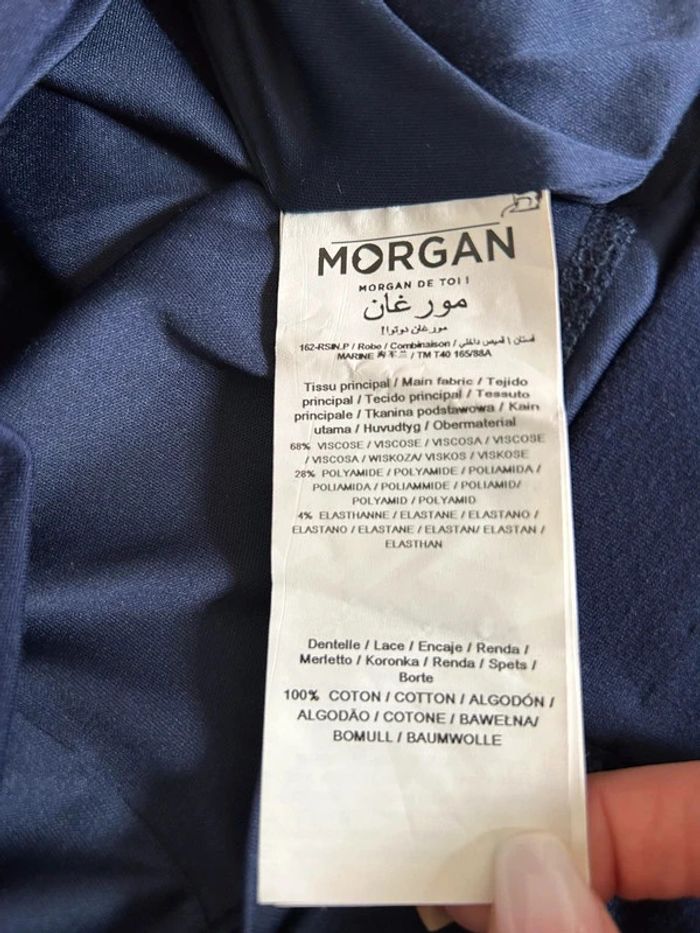 MORGAN
MORGAN DE TOI !
مورغان
مورغان دوتوا!
162-RSIN.P / Robe / Combinaison / فستان \ قميص داخلي
MARINE 海军兰 / TM T40 165/88A
Tissu principal / Main fabric / Tejido
principal / Tecido principal / Tessuto
principale / Tkanina podstawowa / Kain
utama / Huvudtyg / Obermaterial
68% VISCOSE / VISCOSE / VISCOSA / VISCOSE
/ VISCOSA / WISKOZA/ VISKOS / VISKOSE
28% POLYAMIDE / POLYAMIDE / POLIAMIDA /
POLIAMIDA / POLIAMMIDE / POLIAMID/
POLYAMID / POLYAMID
4% ELASTHANNE / ELASTANE / ELASTANO /
ELASTANO / ELASTANE / ELASTAN/ ELASTAN /
ELASTHAN
Dentelle / Lace / Encaje / Renda /
Merletto / Koronka / Renda / Spets /
Borte
100% COTON / COTTON / ALGODÓN /
ALGODÃO / COTONE / BAWEŁNA/
BOMULL / BAUMWOLLE